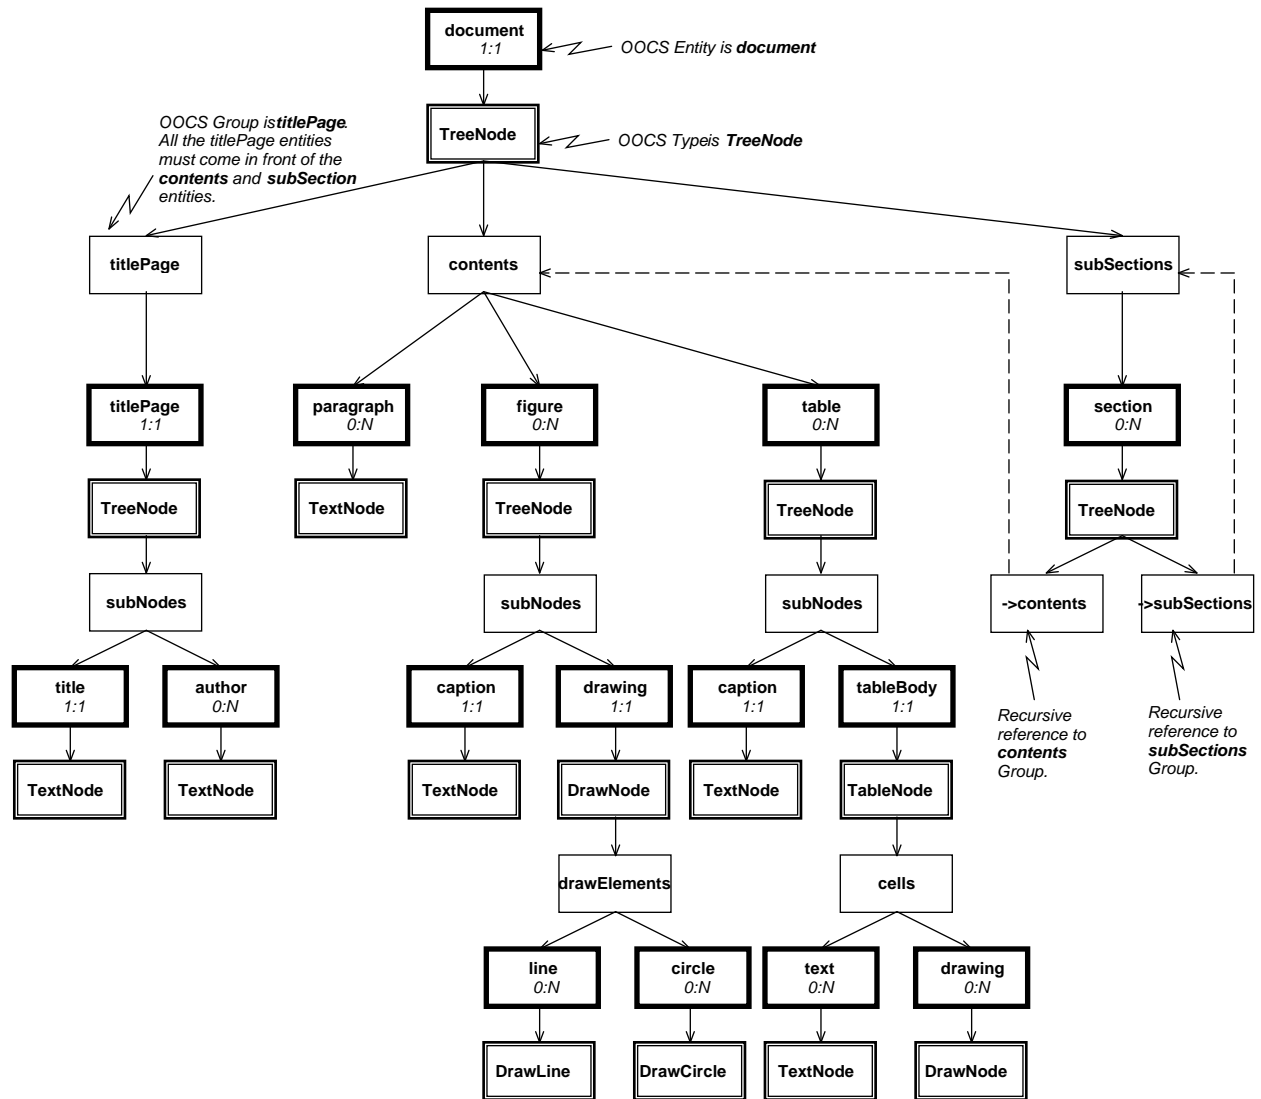 document
1:1
OOCS Entity is document
OOCS Group istitlePage.
All the titlePage entities
must come in front of the
contents and subSection
entities.
TreeNode
OOCS Typeis TreeNode
titlePage
contents
subSections
titlePage
1:1
paragraph
0:N
figure
0:N
table
0:N
section
0:N
TreeNode
TextNode
TreeNode
TreeNode
TreeNode
subNodes
subNodes
subNodes
->contents
->subSections
title
1:1
author
0:N
caption
1:1
drawing
1:1
caption
1:1
tableBody
1:1
Recursive
reference to
contents
Group.
Recursive
reference to
subSections
Group.
TextNode
TextNode
TextNode
DrawNode
TextNode
TableNode
drawElements
cells
line
0:N
circle
0:N
text
0:N
drawing
0:N
DrawLine
DrawCircle
TextNode
DrawNode